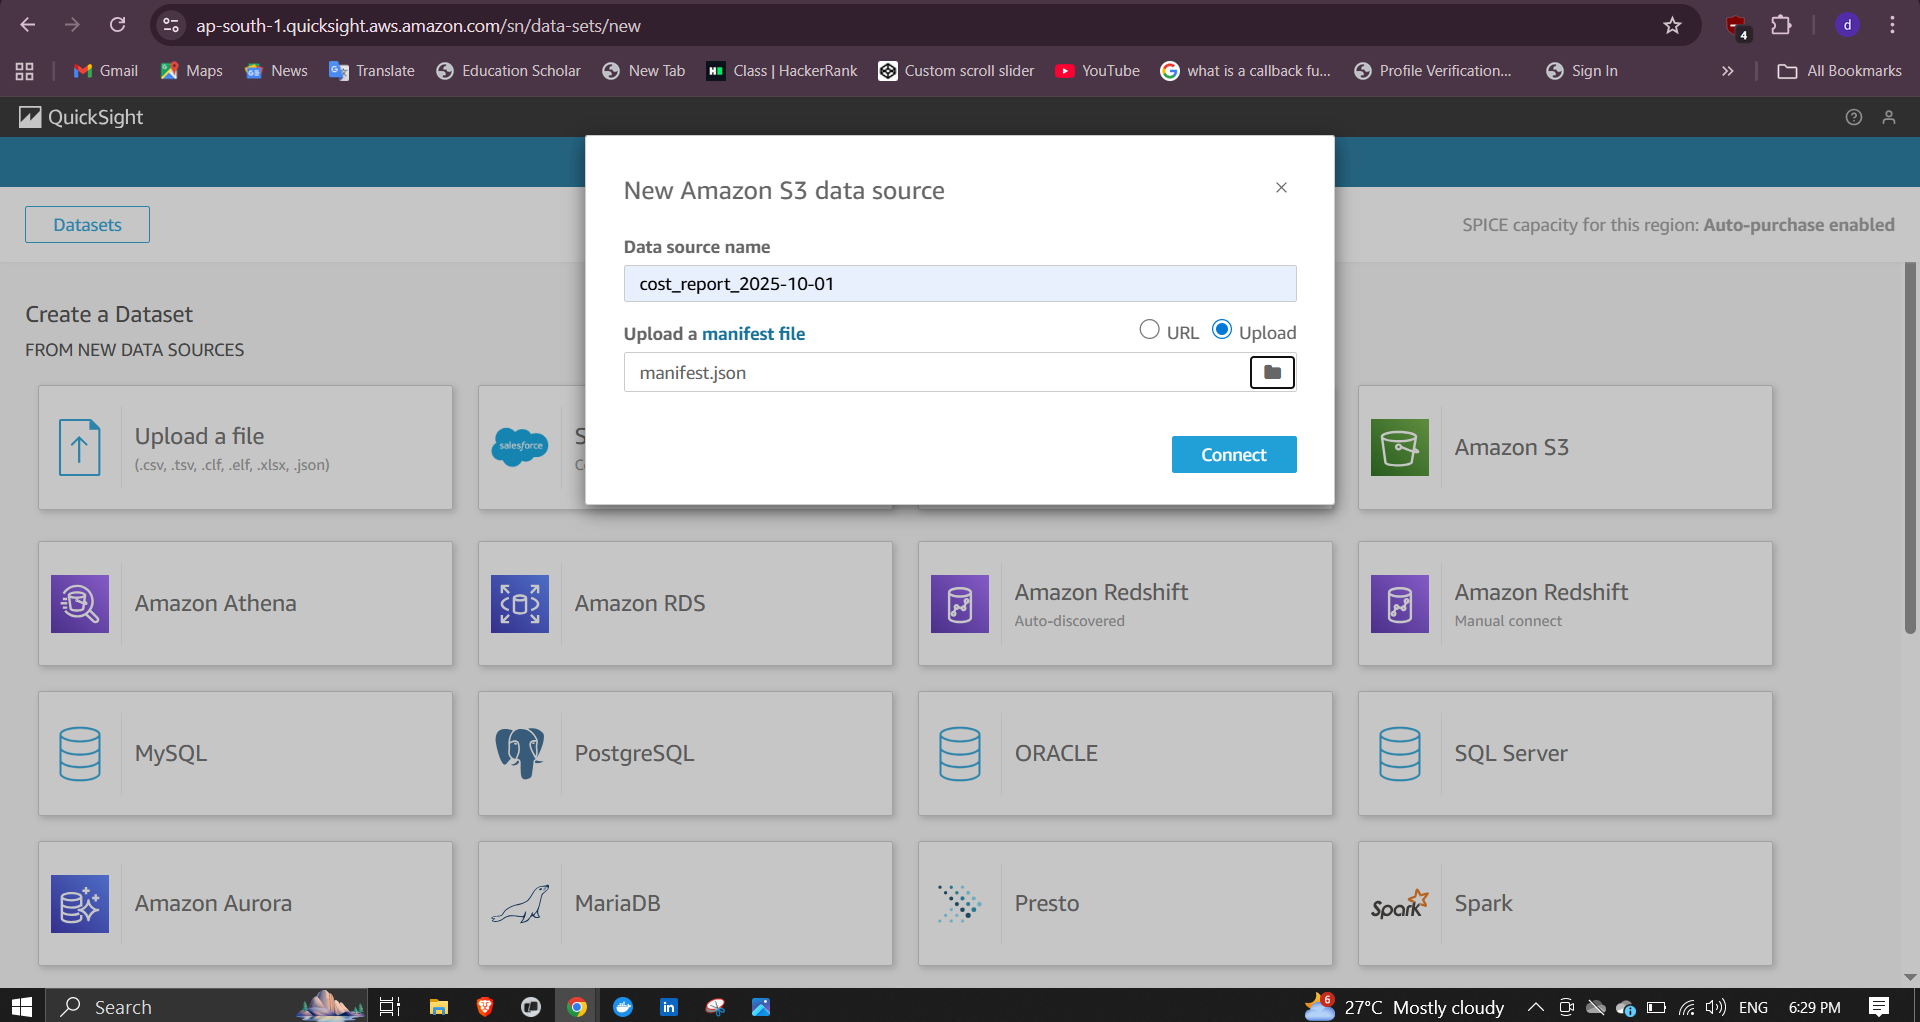 ap-south-1.quicksight.aws.amazon.com/sn/data-sets/new
4
d
Gmail
Maps
News
Translate
Education Scholar
New Tab
Class | HackerRank
Custom scroll slider
YouTube
what is a callback fu...
Profile Verification...
Sign In
All Bookmarks
QuickSight
Datasets
SPICE capacity for this region: Auto-purchase enabled
New Amazon S3 data source
Data source name
cost_report_2025-10-01
Upload a manifest file
URL
Upload
manifest.json
Connect
Create a Dataset
FROM NEW DATA SOURCES
Upload a file
(.csv, .tsv, .clf, .elf, .xlsx, .json)
salesforce
Amazon S3
Amazon Athena
Amazon RDS
Amazon Redshift
Auto-discovered
Amazon Redshift
Manual connect
MySQL
PostgreSQL
ORACLE
SQL Server
Amazon Aurora
MariaDB
Presto
Spark
Spark
Search
6
27°C Mostly cloudy
ENG
6:29 PM